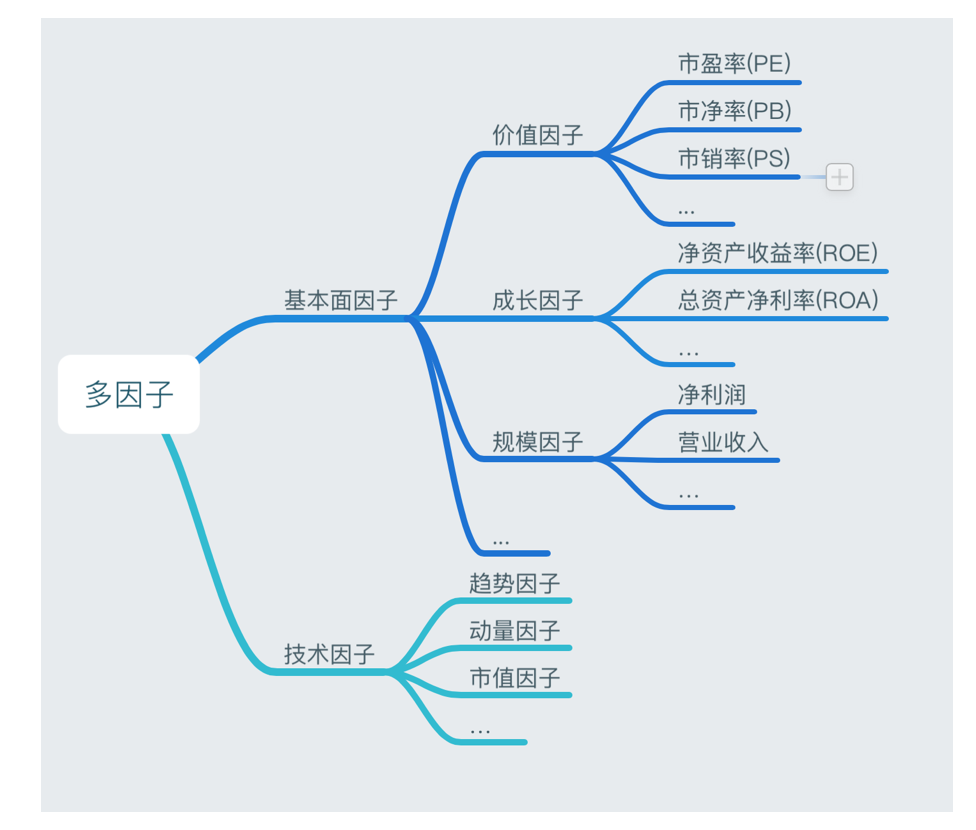 多因子
基本面因子
价值因子
市盈率(PE)
市净率(PB)
市销率(PS)
...
成长因子
净资产收益率(ROE)
总资产净利率(ROA)
...
规模因子
净利润
营业收入
...
...
技术因子
趋势因子
动量因子
市值因子
...